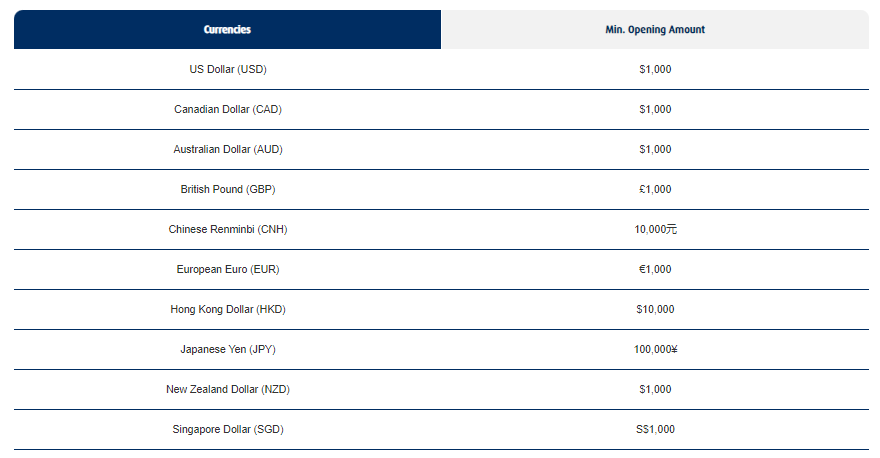 Currencies Min. Opening Amount
US Dollar (USD) $1,000
Canadian Dollar (CAD) $1,000
Australian Dollar (AUD) $1,000
British Pound (GBP) £1,000
Chinese Renminbi (CNH) 10,000元
European Euro (EUR) €1,000
Hong Kong Dollar (HKD) $10,000
Japanese Yen (JPY) 100,000¥
New Zealand Dollar (NZD) $1,000
Singapore Dollar (SGD) S$1,000